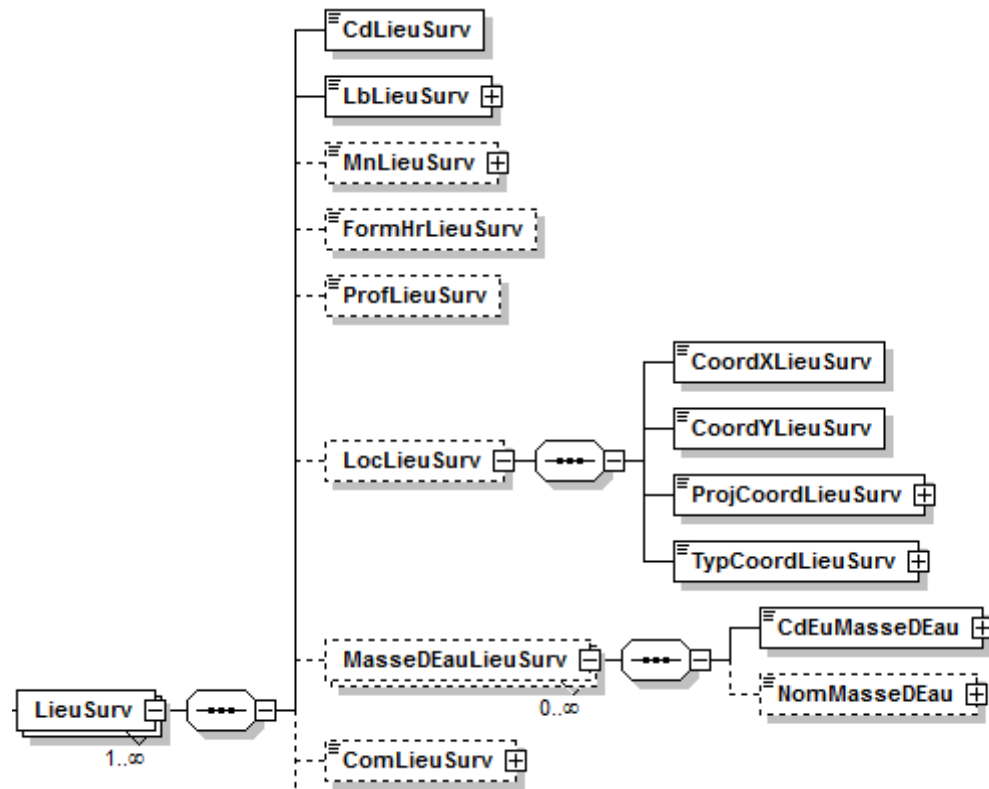 CdLieuSurv
LbLieuSurv
MnLieuSurv
FormHrLieuSurv
ProfLieuSurv
LocLieuSurv
CoordXLieuSurv
CoordYLieuSurv
ProjCoordLieuSurv
TypCoordLieuSurv
MasseDEauLieuSurv
0..∞
CdEuMasseDEau
NomMasseDEau
LieuSurv
1..∞
ComLieuSurv